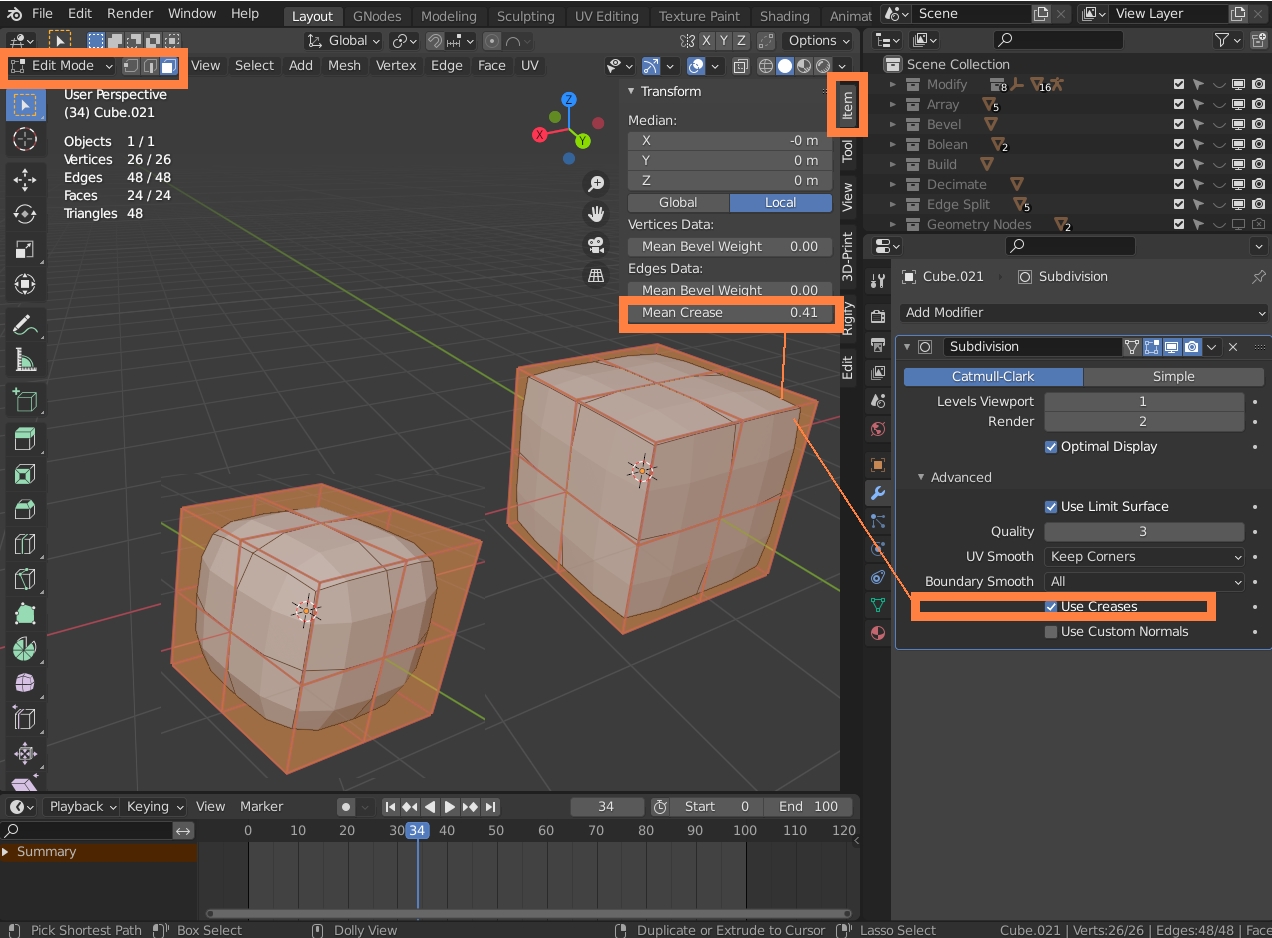 File Edit Render Window Help Layout GNodes Modeling Sculpting UV Editing Texture Paint Shading Animat Scene View Layer
Global X Y Z Options
Edit Mode View Select Add Mesh Vertex Edge Face UV
User Perspective
(34) Cube.021
Objects 1 / 1
Vertices 26 / 26
Edges 48 / 48
Faces 24 / 24
Triangles 48
Z
X
Y
Transform
Median:
X -0 m
Y 0 m
Z 0 m
Global Local
Vertices Data:
Mean Bevel Weight 0.00
Edges Data:
Mean Bevel Weight 0.00
Mean Crease 0.41
Item
Tool
View
3D-Print
Rigify
Edit
Scene Collection
Modify 8 16
Array 5
Bevel
Bolean 2
Build
Decimate
Edge Split 5
Geometry Nodes 2
Cube.021 Subdivision
Add Modifier
Subdivision
Catmull-Clark Simple
Levels Viewport 1
Render 2
Optimal Display
Advanced
Use Limit Surface
Quality 3
UV Smooth Keep Corners
Boundary Smooth All
Use Creases
Use Custom Normals
Playback Keying View Marker 34 Start 0 End 100
0 10 20 30 34 40 50 60 70 80 90 100 110 120
Summary
Pick Shortest Path Box Select Dolly View Duplicate or Extrude to Cursor Lasso Select Cube.021 | Verts:26/26 | Edges:48/48 | Face